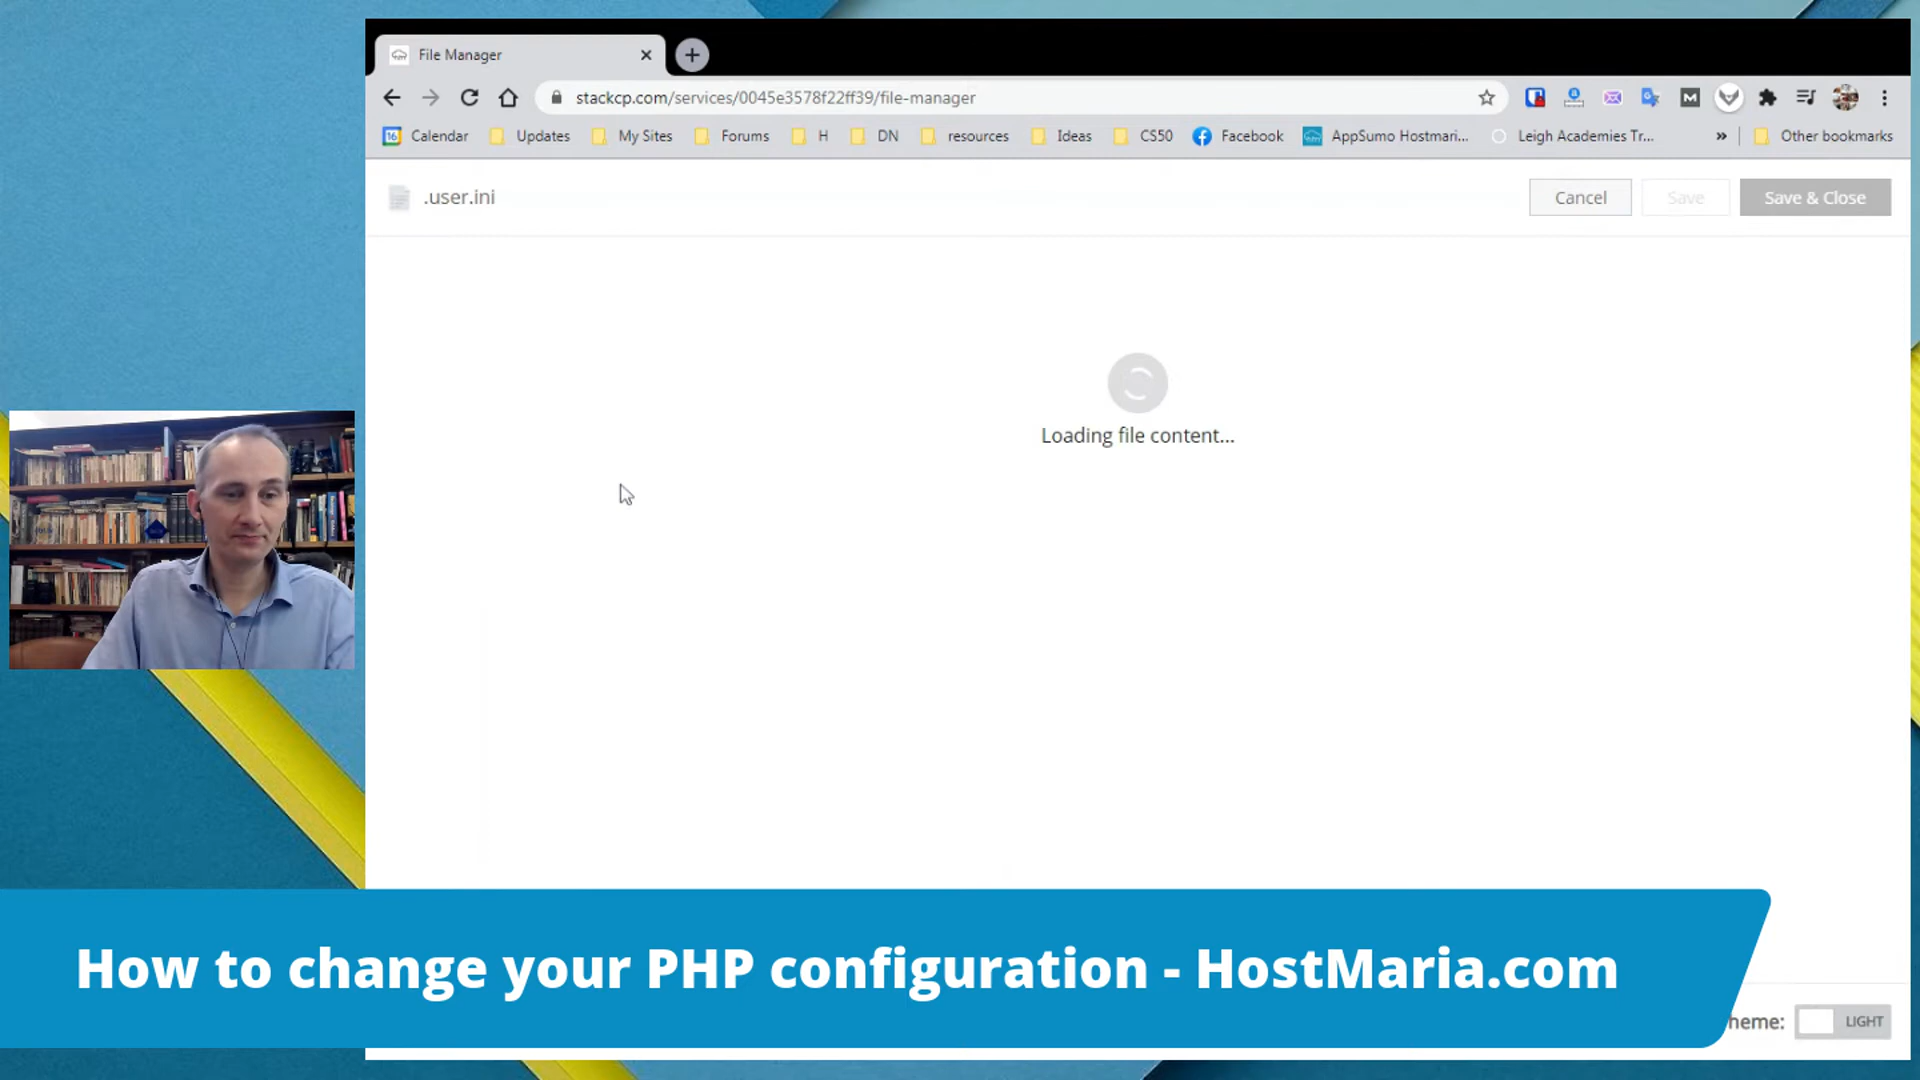 File Manager
stackcp.com/services/0045e3578f22ff39/file-manager
16 Calendar Updates My Sites Forums H DN resources Ideas CS50 Facebook AppSumo Hostmari... Leigh Academies Tr... » Other bookmarks
.user.ini Cancel Save Save & Close
Loading file content...
How to change your PHP configuration - HostMaria.com
heme: LIGHT